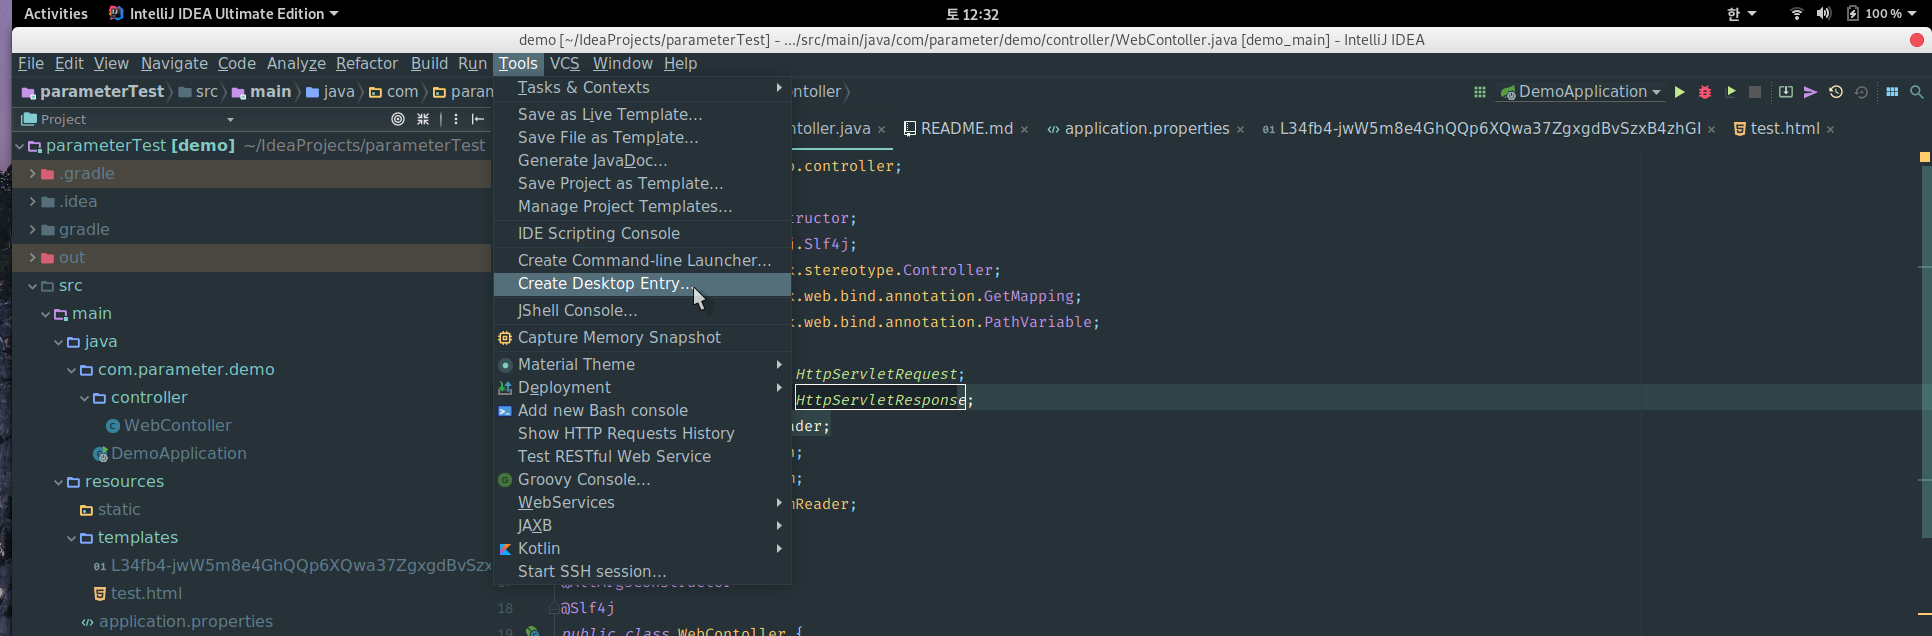 Activities IntelliJ IDEA Ultimate Edition 토 12:32 한 100 %
demo [~/IdeaProjects/parameterTest] - .../src/main/java/com/parameter/demo/controller/WebContoller.java [demo_main] - IntelliJ IDEA
File Edit View Navigate Code Analyze Refactor Build Run Tools VCS Window Help
parameterTest src main java com param ntoller DemoApplication
Project
ntoller.java README.md application.properties L34fb4-jwW5m8e4GhQQp6XQwa37ZgxgdBvSzxB4zhGI test.html
parameterTest [demo] ~/IdeaProjects/parameterTest
.gradle
.idea
gradle
out
src
main
java
com.parameter.demo
controller
WebContoller
DemoApplication
resources
static
templates
L34fb4-jwW5m8e4GhQQp6XQwa37ZgxgdBvSzx
test.html
application.properties
Tasks & Contexts
Save as Live Template...
Save File as Template...
Generate JavaDoc...
Save Project as Template...
Manage Project Templates...
IDE Scripting Console
Create Command-line Launcher...
Create Desktop Entry...
JShell Console...
Capture Memory Snapshot
Material Theme
Deployment
Add new Bash console
Show HTTP Requests History
Test RESTful Web Service
Groovy Console...
WebServices
JAXB
Kotlin
Start SSH session...
.controller;
tructor;
.Slf4j;
.stereotype.Controller;
.web.bind.annotation.GetMapping;
.web.bind.annotation.PathVariable;
HttpServletRequest;
HttpServletResponse;
ader;
;
;
mReader;
18 @Slf4j
19 public class WebContoller {